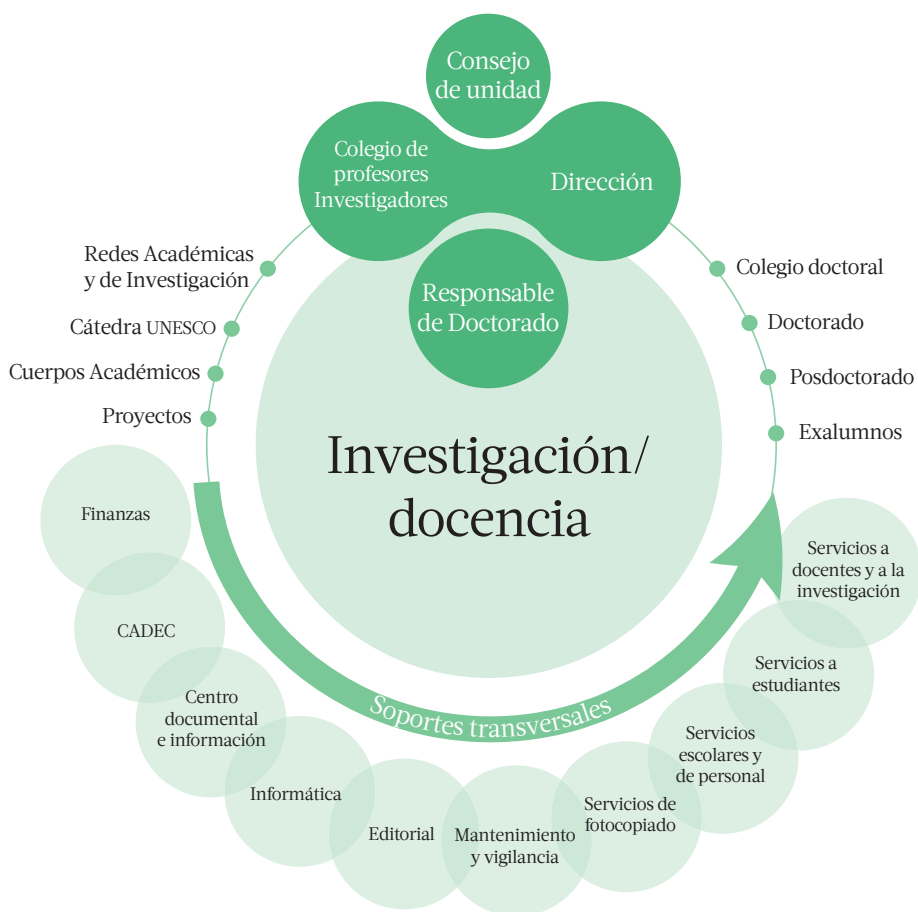 Consejo
de unidad
Colegio de
profesores
Investigadores
Dirección
Responsable
de Doctorado
Redes Académicas
y de Investigación
Cátedra UNESCO
Cuerpos Académicos
Proyectos
Colegio doctoral
Doctorado
Posdoctorado
Exalumnos
Investigación/
docencia
Soportes transversales
Finanzas
CADEC
Centro
documental
e información
Informática
Editorial
Mantenimiento
y vigilancia
Servicios de
fotocopiado
Servicios
escolares y
de personal
Servicios a
estudiantes
Servicios a
docentes y a la
investigación